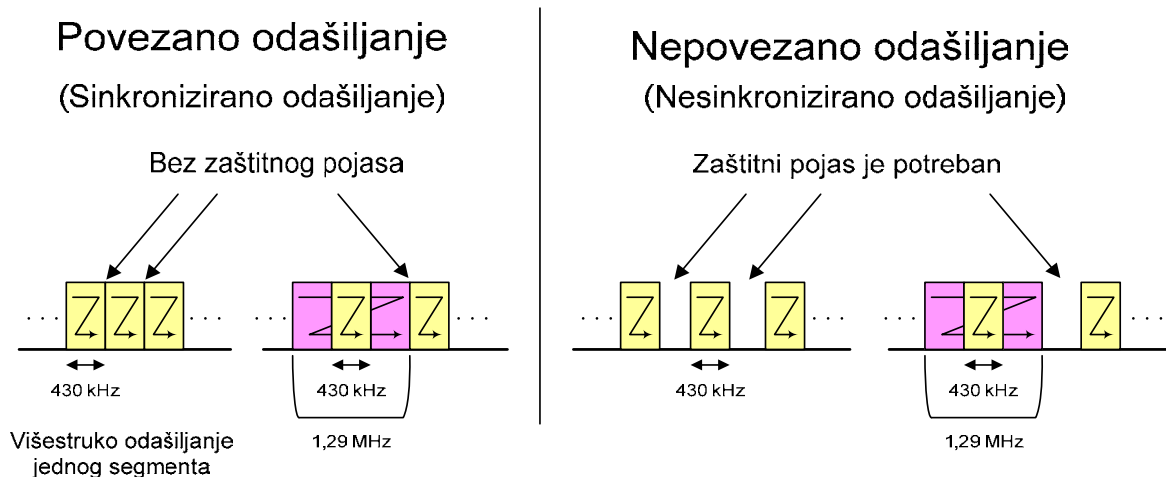 Povezano odašiljanje
(Sinkronizirano odašiljanje)
Bez zaštitnog pojasa
. . .
. . .
. . .
430 kHz
430 kHz
1,29 MHz
Višestruko odašiljanje
jednog segmenta
Nepovezano odašiljanje
(Nesinkronizirano odašiljanje)
Zaštitni pojas je potreban
. . .
. . .
. . .
. . .
430 kHz
430 kHz
1,29 MHz